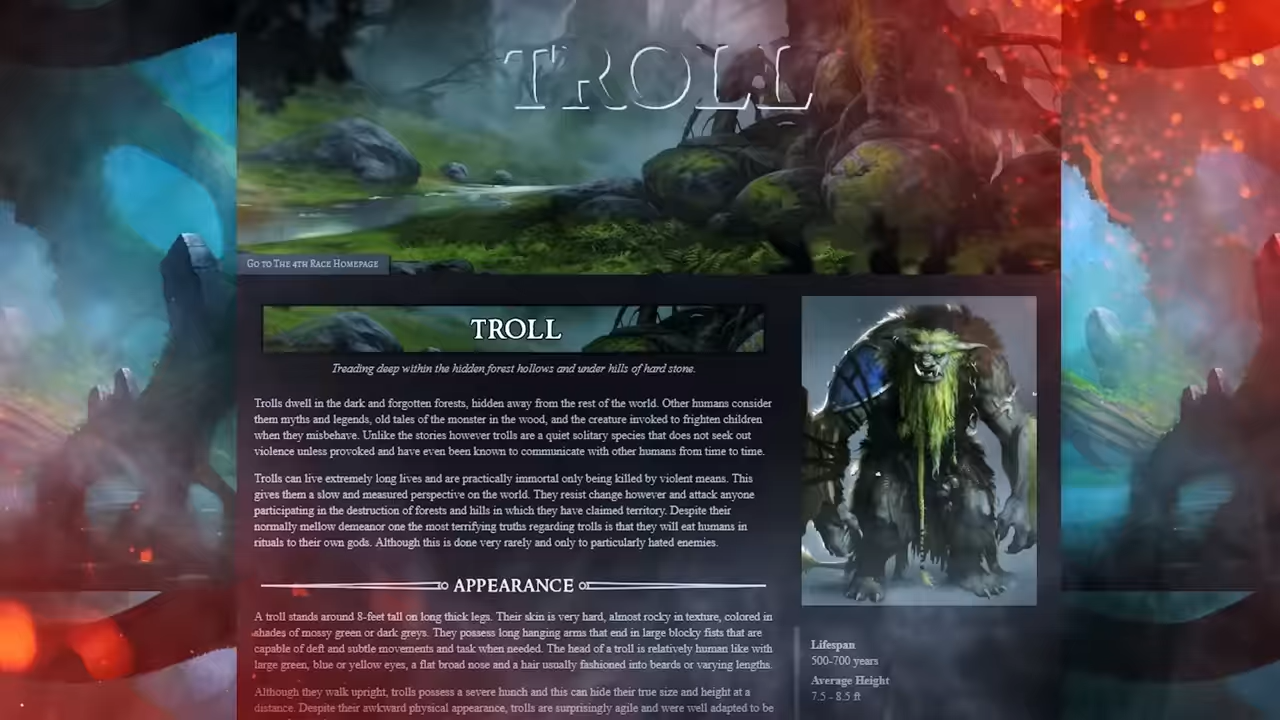 TROLL
GO TO THE 4TH RACE HOMEPAGE
TROLL
Treading deep within the hidden forest hollows and under hills of hard stone.
Trolls dwell in the dark and forgotten forests, hidden away from the rest of the world. Other humans consider
them myths and legends, old tales of the monster in the wood, and the creature invoked to frighten children
when they misbehave. Unlike the stories however trolls are a quiet solitary species that does not seek out
violence unless provoked and have even been known to communicate with other humans from time to time.
Trolls can live extremely long lives and are practically immortal only being killed by violent means. This
gives them a slow and measured perspective on the world. They resist change however and attack anyone
participating in the destruction of forests and hills in which they have claimed territory. Despite their
normally mellow demeanor one the most terrifying truths regarding trolls is that they will eat humans in
rituals to their own gods. Although this is done very rarely and only to particularly hated enemies.
APPEARANCE
A troll stands around 8-feet tall on long thick legs. Their skin is very hard, almost rocky in texture, colored in
shades of mossy green or dark greys. They possess long hanging arms that end in large blocky fists that are
capable of deft and subtle movements and task when needed. The head of a troll is relatively human like with
large green, blue or yellow eyes, a flat broad nose and a hair usually fashioned into beards or varying lengths.
Although they walk upright, trolls possess a severe hunch and this can hide their true size and height at a
distance. Despite their awkward physical appearance, trolls are surprisingly agile and were well adapted to be
Lifespan
500-700 years
Average Height
7.5 - 8.5 ft